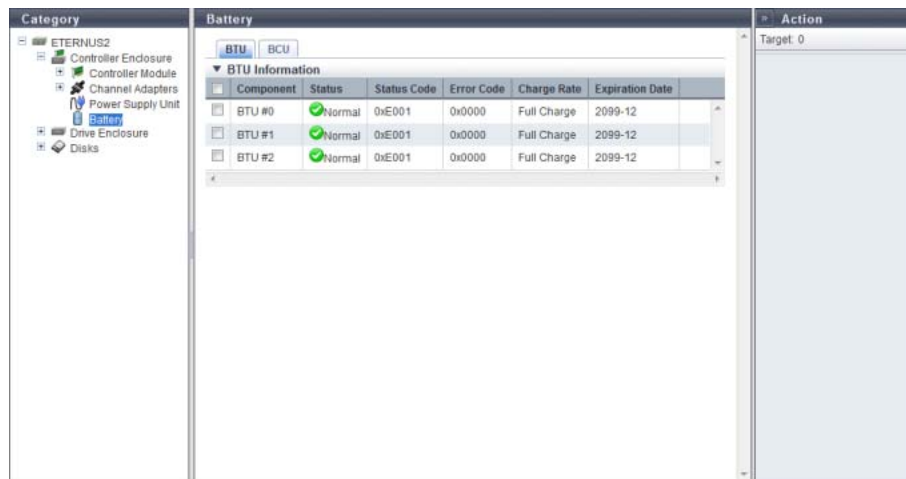 Category
ETERNUS2
Controller Enclosure
Controller Module
Channel Adapters
Power Supply Unit
Battery
Drive Enclosure
Disks
Battery
BTU BCU
▼ BTU Information
Component Status Status Code Error Code Charge Rate Expiration Date
BTU #0 Normal 0xE001 0x0000 Full Charge 2099-12
BTU #1 Normal 0xE001 0x0000 Full Charge 2099-12
BTU #2 Normal 0xE001 0x0000 Full Charge 2099-12
» Action
Target: 0